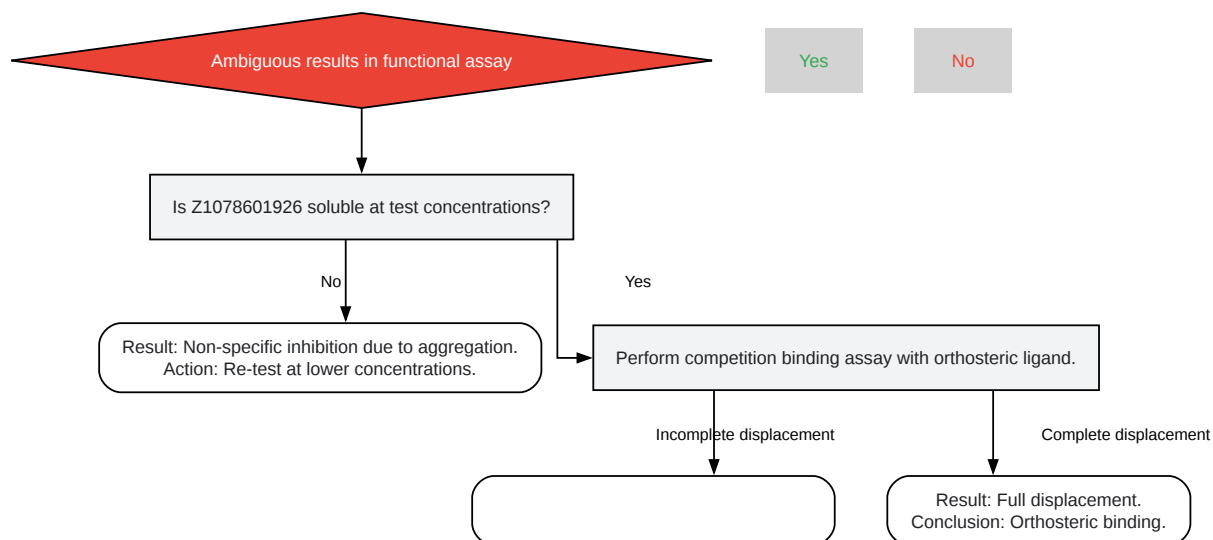 Ambiguous results in functional assay
Yes
No
Is Z1078601926 soluble at test concentrations?
No
Yes
Result: Non-specific inhibition due to aggregation.
Action: Re-test at lower concentrations.
Perform competition binding assay with orthosteric ligand.
Incomplete displacement
Complete displacement
Result: Full displacement.
Conclusion: Orthosteric binding.